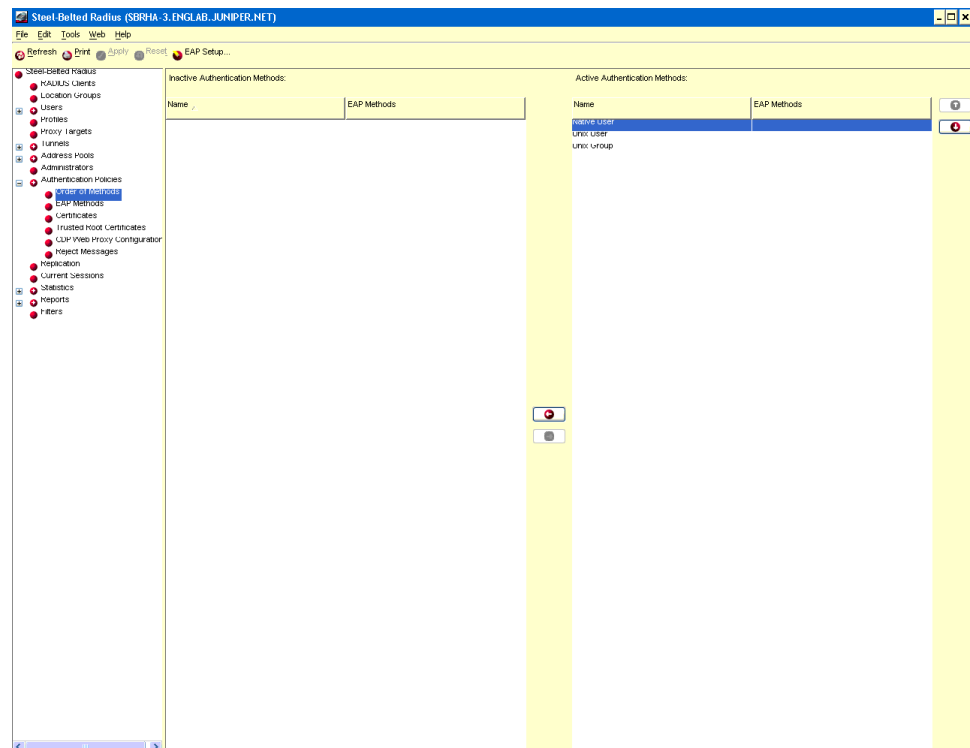 Steel-Belted Radius (SBRHA-3.ENGLAB.JUNIPER.NET)
File Edit Tools Web Help
Refresh Print Apply Reset EAP Setup...
Steel-Belted Radius
RADIUS Clients
Location Groups
Users
Profiles
Proxy Targets
Tunnels
Address Pools
Administrators
Authentication Policies
Order of Methods
EAP Methods
Certificates
Trusted Root Certificates
CDP Web Proxy Configuration
Reject Messages
Replication
Current Sessions
Statistics
Reports
Filters
Inactive Authentication Methods:
Name EAP Methods
Active Authentication Methods:
Name EAP Methods
Native User
Unix User
Unix Group